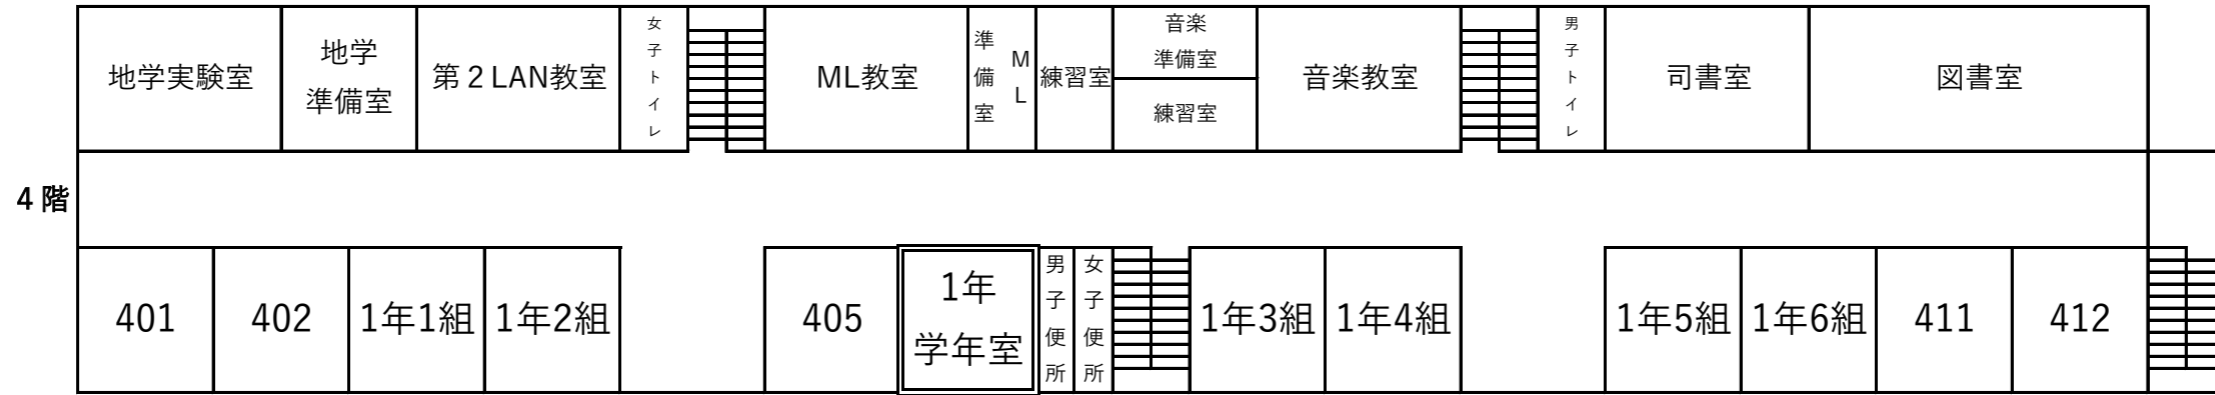 4階
地学実験室
地学
準備室
第2LAN教室
女子トイレ
ML教室
ML
準備室
練習室
音楽
準備室
練習室
音楽教室
男子トイレ
司書室
図書室
401
402
1年1組
1年2組
405
1年
学年室
男子便所
女子便所
1年3組
1年4組
1年5組
1年6組
411
412